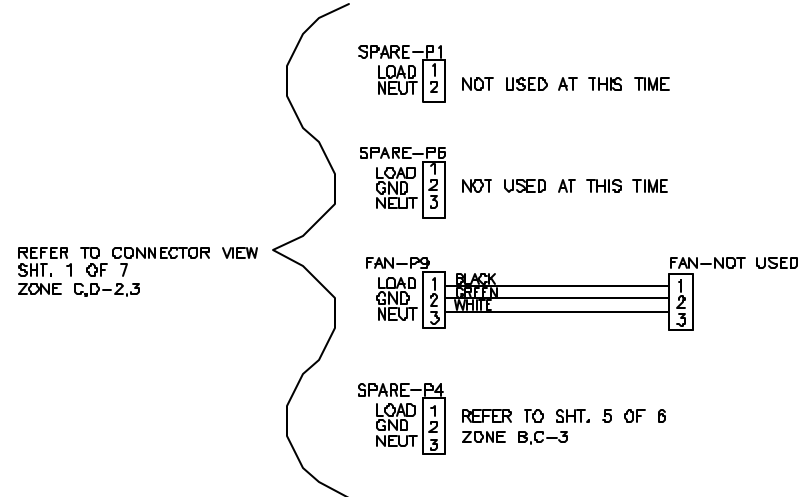 SPARE-P1
LOAD 1
NEUT 2
NOT USED AT THIS TIME
SPARE-P6
LOAD 1
GND 2
NEUT 3
NOT USED AT THIS TIME
REFER TO CONNECTOR VIEW
SHT. 1 OF 7
ZONE C,D-2,3
FAN-P9
LOAD 1
GND 2
NEUT 3
BLACK
GREEN
WHITE
FAN-NOT USED
1
2
3
SPARE-P4
LOAD 1
GND 2
NEUT 3
REFER TO SHT. 5 OF 6
ZONE B,C-3